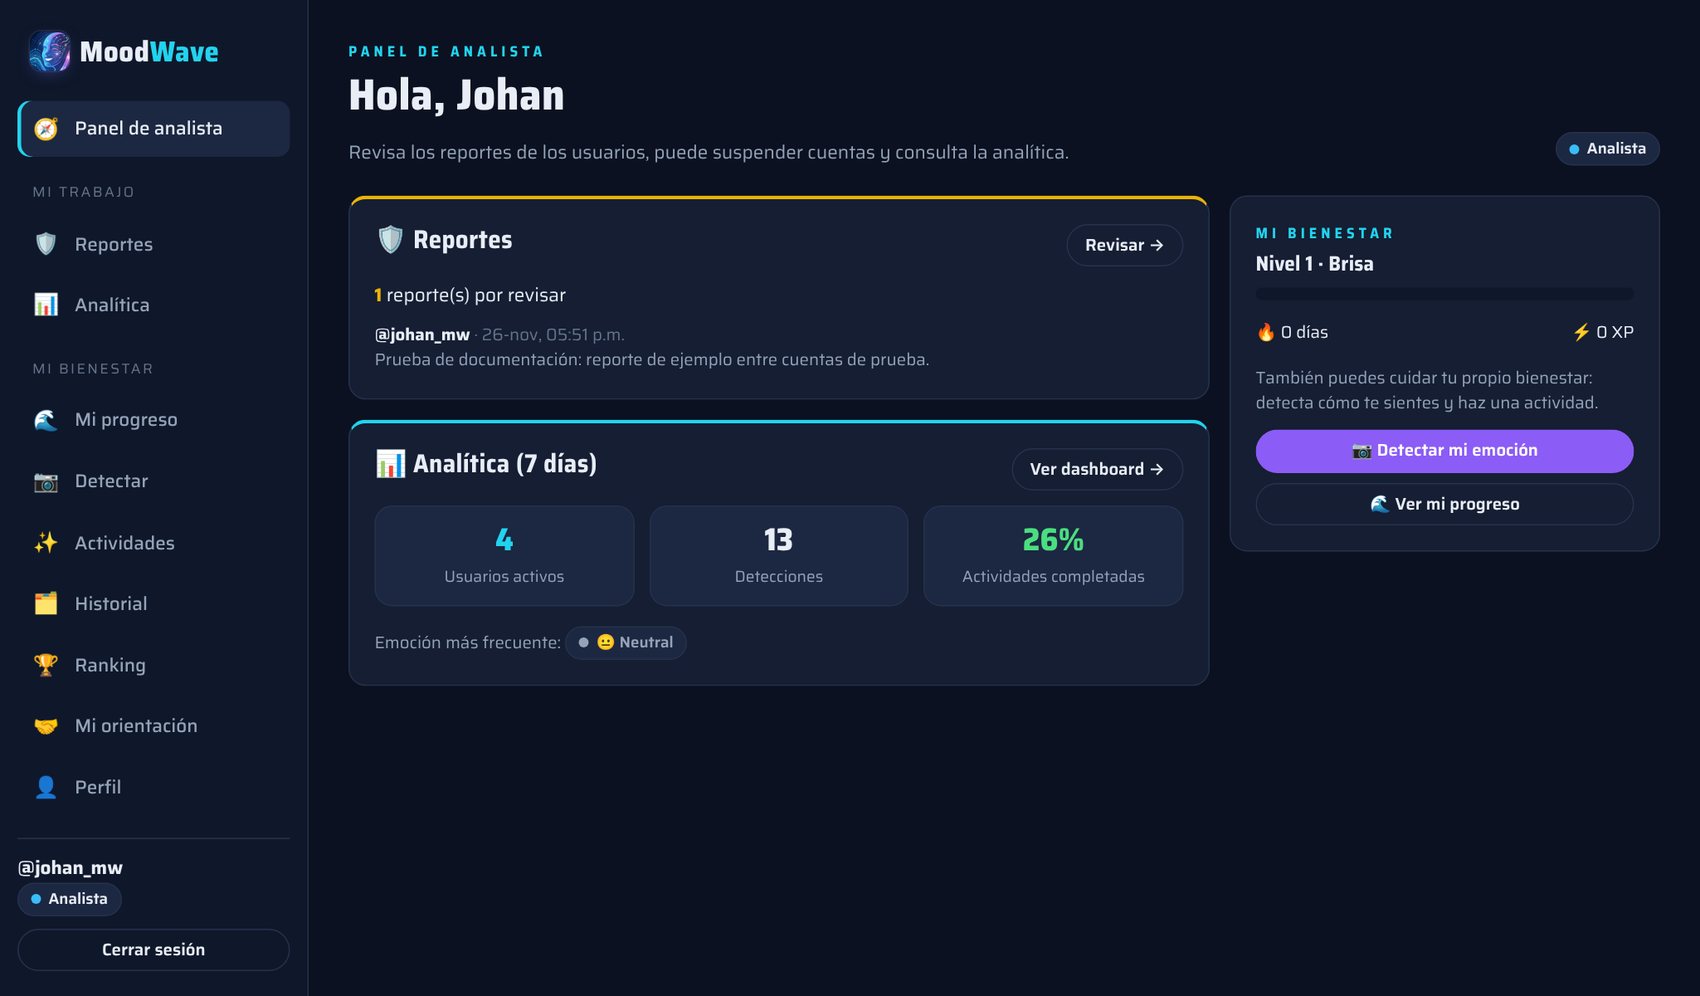 MoodWave
Panel de analista
MI TRABAJO
Reportes
Analítica
MI BIENESTAR
Mi progreso
Detectar
Actividades
Historial
Ranking
Mi orientación
Perfil
@johan_mw
Analista
Cerrar sesión
PANEL DE ANALISTA
Hola, Johan
Revisa los reportes de los usuarios, puede suspender cuentas y consulta la analítica.
Analista
Reportes
Revisar →
1 reporte(s) por revisar
@johan_mw · 26-nov, 05:51 p.m.
Prueba de documentación: reporte de ejemplo entre cuentas de prueba.
Analítica (7 días)
Ver dashboard →
4
Usuarios activos
13
Detecciones
26%
Actividades completadas
Emoción más frecuente: Neutral
MI BIENESTAR
Nivel 1 · Brisa
0 días
0 XP
También puedes cuidar tu propio bienestar:
detecta cómo te sientes y haz una actividad.
Detectar mi emoción
Ver mi progreso